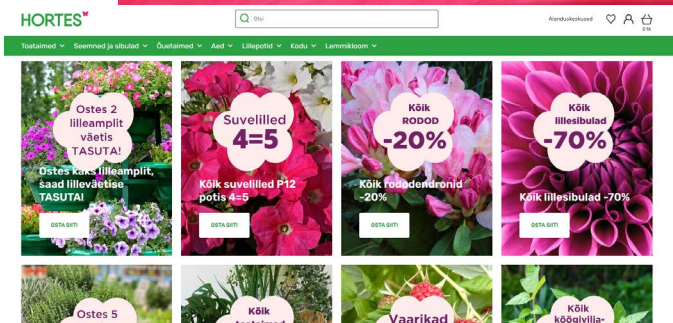 HORTES
Otsi
Aianduskeskused
0 tk
Toataimed
Seemned ja sibulad
Õuetaimed
Aed
Lillepotid
Kodu
Lemmikloom
Ostes 2
lilleamplit
väetis
TASUTA!
Ostes kaks lilleamplit,
saad lilleväetise
TASUTA!
OSTA SIIT!
Suvelilled
4=5
Kõik suvelilled P12
potis 4=5
OSTA SIIT!
Kõik
RODOD
-20%
Kõik rododendronid
-20%
OSTA SIIT!
Kõik
lillesibulad
-70%
Kõik lillesibulad -70%
OSTA SIIT!
Ostes 5
Kõik
toataimed
Vaarikad
Kõik
köögivilja-